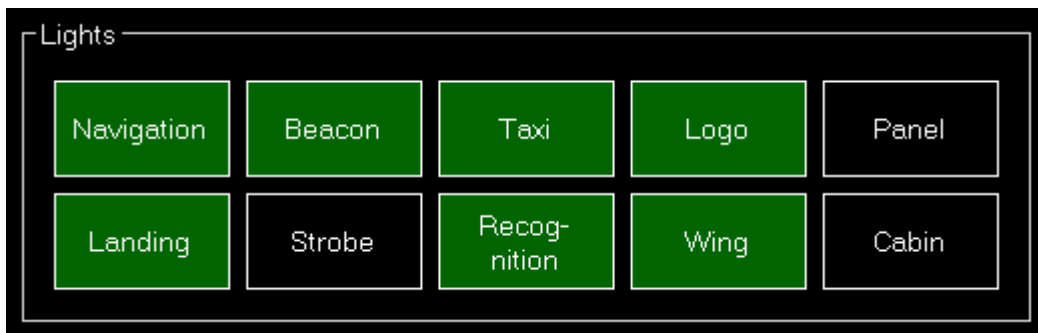 Lights
Navigation
Beacon
Taxi
Logo
Panel
Landing
Strobe
Recog-
nition
Wing
Cabin